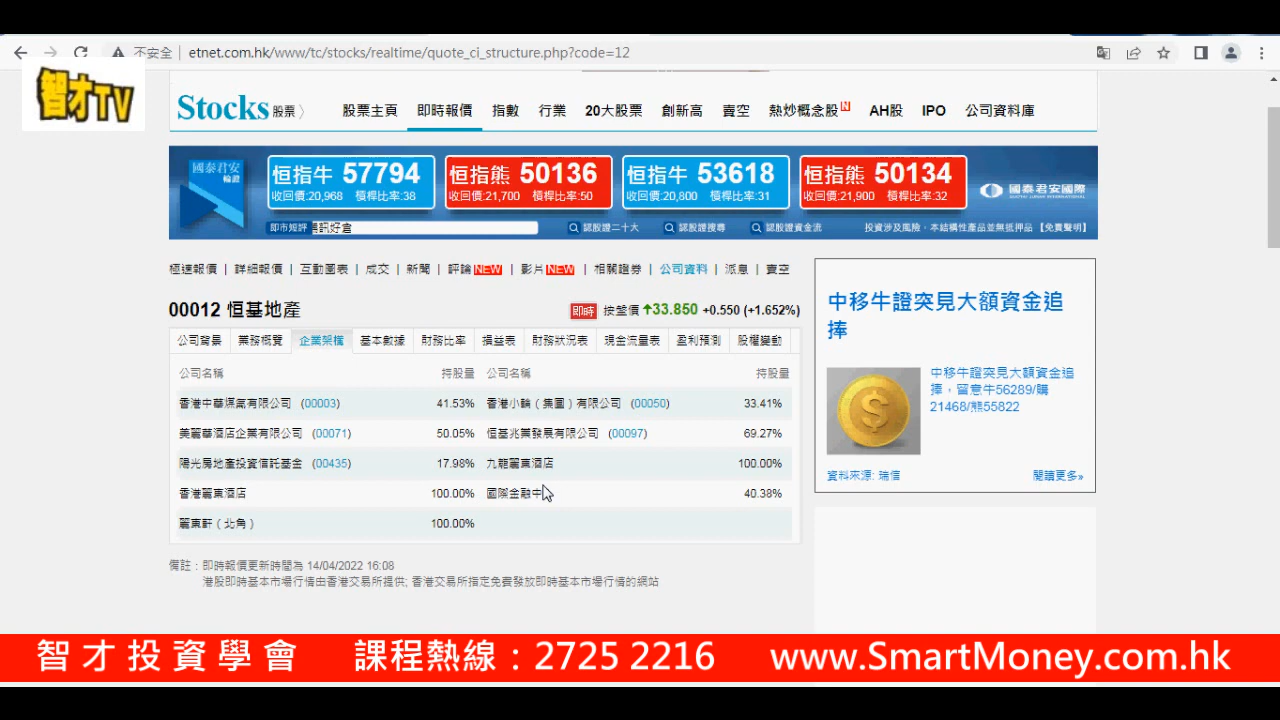 不安全 | etnet.com.hk/www/tc/stocks/realtime/quote_ci_structure.php?code=12
智才TV
Stocks 股票 〉 股票主頁 即時報價 指數 行業 20大股票 創新高 賣空 熱炒概念股 N AH股 IPO 公司資料庫
國泰君安
輪證
恒指牛 57794
收回價:20,968 槓桿比率:38
恒指熊 50136
收回價:21,700 槓桿比率:50
恒指牛 53618
收回價:20,800 槓桿比率:31
恒指熊 50134
收回價:21,900 槓桿比率:32
國泰君安國際
即市短評 訊好倉 認股證二十大 認股證搜尋 認股證資金流 投資涉及風險，本結構性產品並無抵押品【免責聲明】
極速報價 | 詳細報價 | 互動圖表 | 成交 | 新聞 | 評論NEW | 影片NEW | 相關證券 | 公司資料 | 派息 | 賣空
00012 恒基地產
即時 按盤價 33.850 +0.550 (+1.652%)
公司背景 業務概覽 企業架構 基本數據 財務比率 損益表 財務狀況表 現金流量表 盈利預測 股權變動
公司名稱 持股量 公司名稱 持股量
香港中華煤氣有限公司 (00003) 41.53% 香港小輪（集團）有限公司 (00050) 33.41%
美麗華酒店企業有限公司 (00071) 50.05% 恒基兆業發展有限公司 (00097) 69.27%
陽光房地產投資信託基金 (00435) 17.98% 九龍麗東酒店 100.00%
香港麗東酒店 100.00% 國際金融中 40.38%
麗東軒（北角） 100.00%
備註：即時報價更新時間為 14/04/2022 16:08
港股即時基本市場行情由香港交易所提供; 香港交易所指定免費發放即時基本市場行情的網站
中移牛證突見大額資金追
捧
中移牛證突見大額資金追
捧，留意牛56289/購
21468/熊55822
資料來源: 瑞信
閱讀更多»
智才投資學會 課程熱線：2725 2216 www.SmartMoney.com.hk